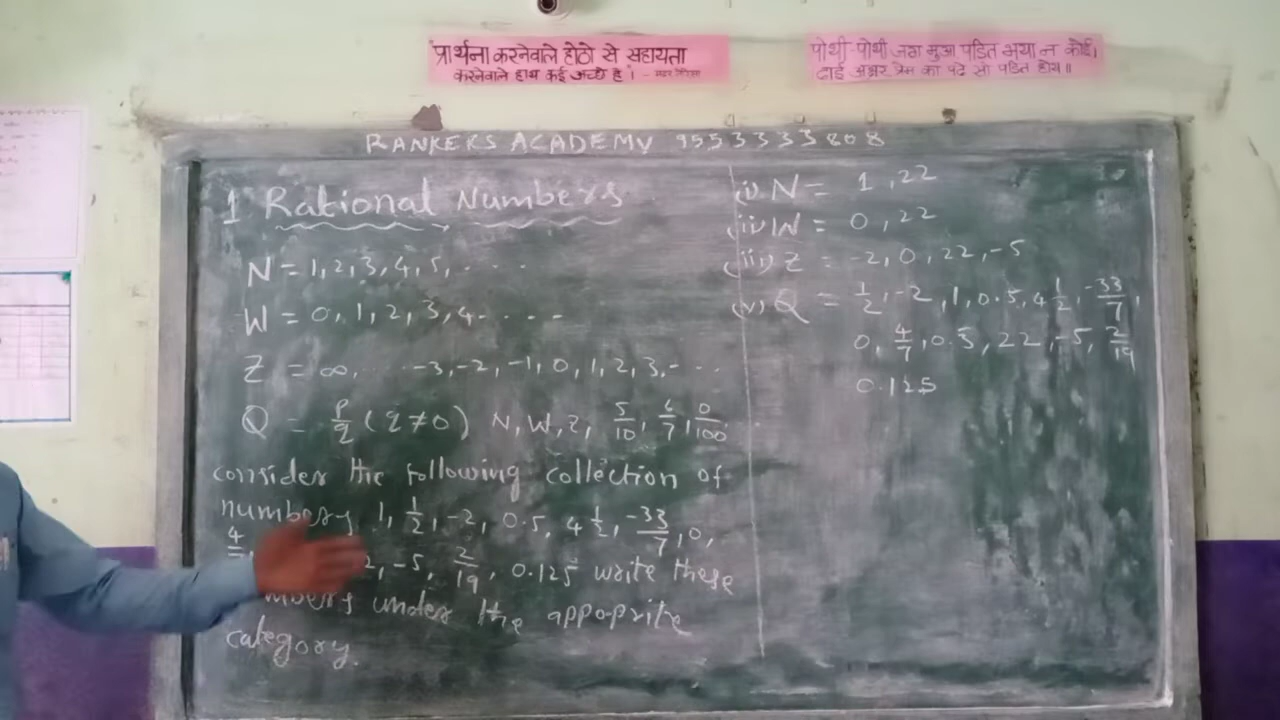 प्रार्थना करनेवाले होठो से सहायता
करनेवाले हाथ कई अच्छे है।
पोथी-पोथी जग मुआ पंडित भया न कोई।
ढाई अक्षर प्रेम का पढे सो पंडित होय॥
RANKERS ACADEMY 9553333808
1 Rational Numbers
N = 1, 2, 3, 4, 5, . . . .
W = 0, 1, 2, 3, 4 . . . . .
Z = ∞, . . . -3, -2, -1, 0, 1, 2, 3, - . . .
Q = p/q (q≠0) N, W, Z, 5/10, 6/7, 0/100 . .
consider the following collection of
numbers 1, 1/2, -2, 0.5, 4 1/2, -33/7, 0,
4 2, -5, 2/19, 0.125 write these
under the appoprite
category.
(i) N = 1, 22
(ii) W = 0, 22
(iii) Z = -2, 0, 22, -5
(iv) Q = 1/2, -2, 1, 0.5, 4 1/2, -33/7,
0, 4/7, 0.5, 22, -5, 2/19
0.125